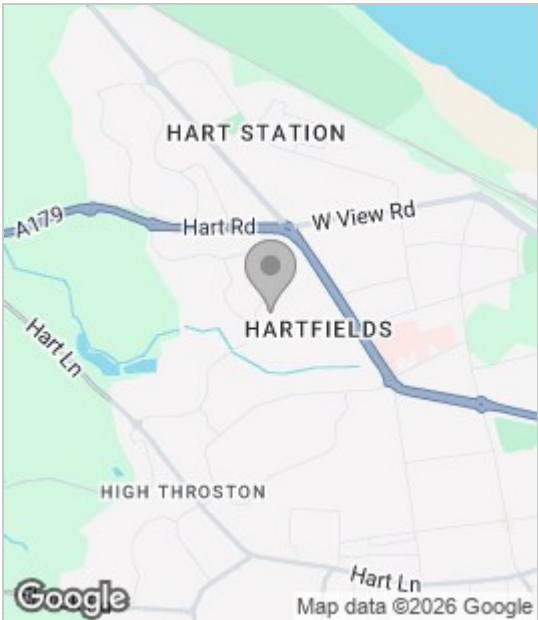 HART STATION
A179
Hart Rd
W View Rd
HARTFIELDS
Hart Ln
HIGH THROSTON
Hart Ln
Google
Map data ©2026 Google